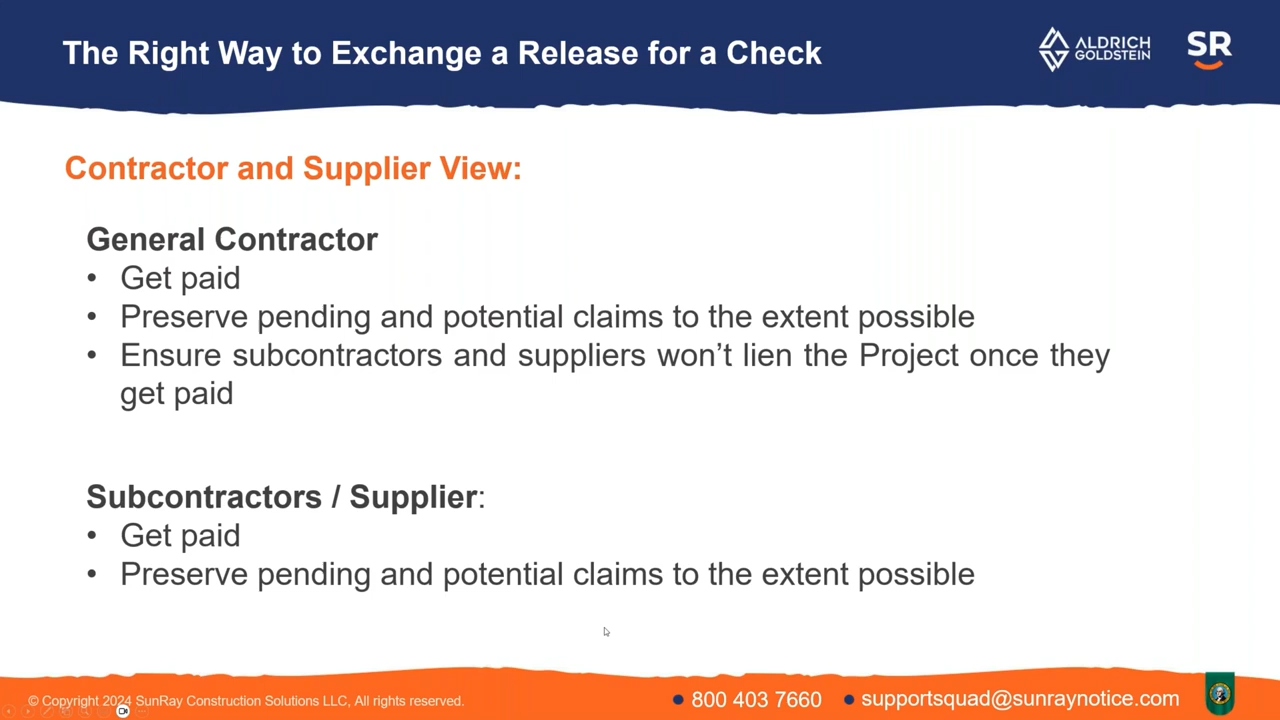 The Right Way to Exchange a Release for a Check
ALDRICH
GOLDSTEIN
SR
Contractor and Supplier View:
General Contractor
• Get paid
• Preserve pending and potential claims to the extent possible
• Ensure subcontractors and suppliers won’t lien the Project once they
get paid
Subcontractors / Supplier:
• Get paid
• Preserve pending and potential claims to the extent possible
© Copyright 2024 SunRay Construction Solutions LLC, All rights reserved.
• 800 403 7660 • supportsquad@sunraynotice.com